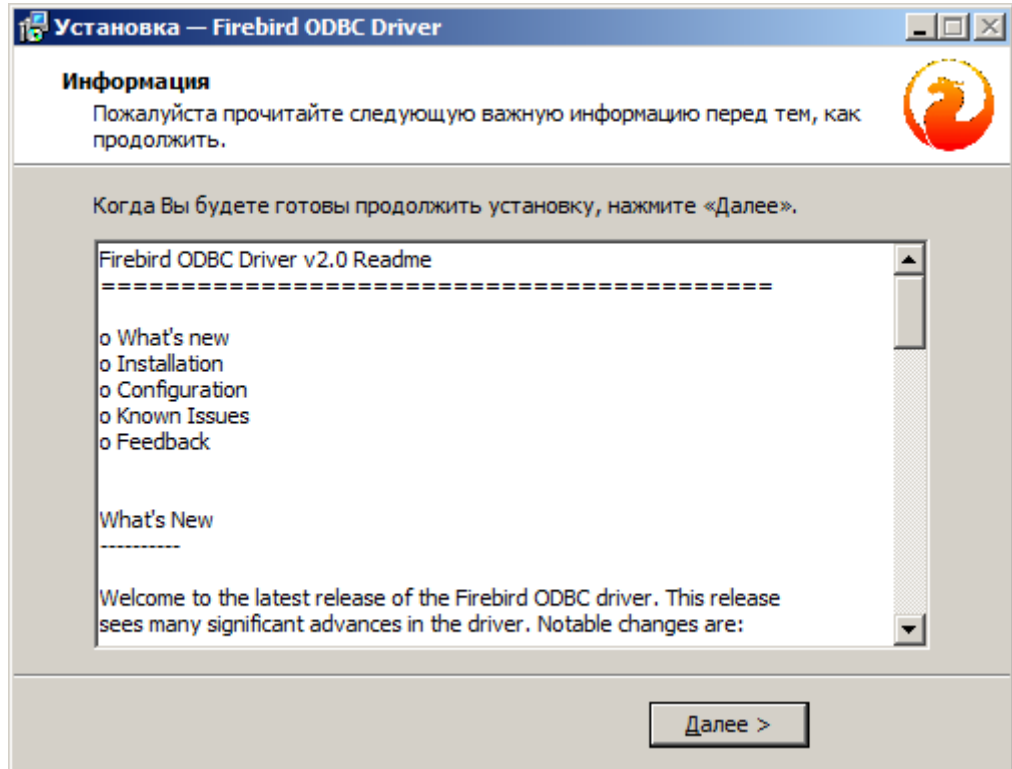 Установка — Firebird ODBC Driver
Информация
Пожалуйста прочитайте следующую важную информацию перед тем, как
продолжить.
Когда Вы будете готовы продолжить установку, нажмите «Далее».
Firebird ODBC Driver v2.0 Readme
==========================================
o What's new
o Installation
o Configuration
o Known Issues
o Feedback
What's New
----------
Welcome to the latest release of the Firebird ODBC driver. This release
sees many significant advances in the driver. Notable changes are:
Далее >